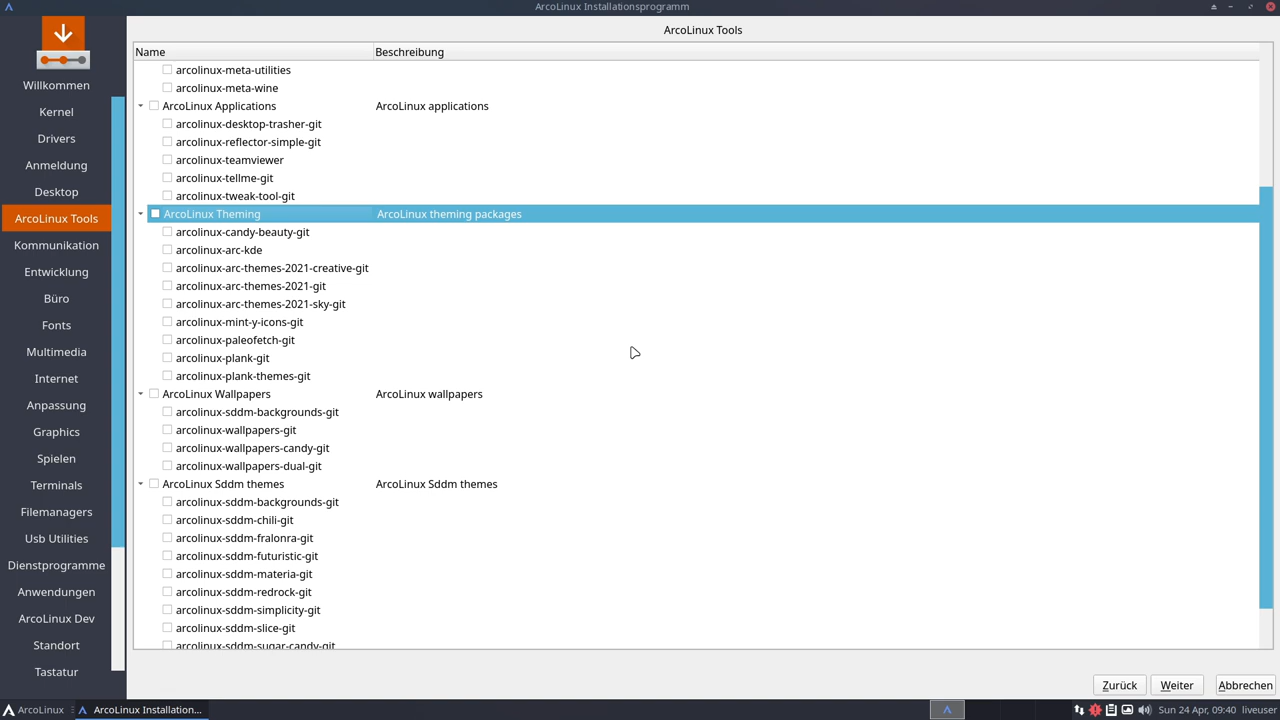 ArcoLinux Installationsprogramm
Willkommen
Kernel
Drivers
Anmeldung
Desktop
ArcoLinux Tools
Kommunikation
Entwicklung
Büro
Fonts
Multimedia
Internet
Anpassung
Graphics
Spielen
Terminals
Filemanagers
Usb Utilities
Dienstprogramme
Anwendungen
ArcoLinux Dev
Standort
Tastatur
ArcoLinux Tools
Name Beschreibung
arcolinux-meta-utilities
arcolinux-meta-wine
ArcoLinux Applications ArcoLinux applications
arcolinux-desktop-trasher-git
arcolinux-reflector-simple-git
arcolinux-teamviewer
arcolinux-tellme-git
arcolinux-tweak-tool-git
ArcoLinux Theming ArcoLinux theming packages
arcolinux-candy-beauty-git
arcolinux-arc-kde
arcolinux-arc-themes-2021-creative-git
arcolinux-arc-themes-2021-git
arcolinux-arc-themes-2021-sky-git
arcolinux-mint-y-icons-git
arcolinux-paleofetch-git
arcolinux-plank-git
arcolinux-plank-themes-git
ArcoLinux Wallpapers ArcoLinux wallpapers
arcolinux-sddm-backgrounds-git
arcolinux-wallpapers-git
arcolinux-wallpapers-candy-git
arcolinux-wallpapers-dual-git
ArcoLinux Sddm themes ArcoLinux Sddm themes
arcolinux-sddm-backgrounds-git
arcolinux-sddm-chili-git
arcolinux-sddm-fralonra-git
arcolinux-sddm-futuristic-git
arcolinux-sddm-materia-git
arcolinux-sddm-redrock-git
arcolinux-sddm-simplicity-git
arcolinux-sddm-slice-git
arcolinux-sddm-sugar-candy-git
Zurück Weiter Abbrechen
ArcoLinux ArcoLinux Installation... Sun 24 Apr, 09:40 liveuser